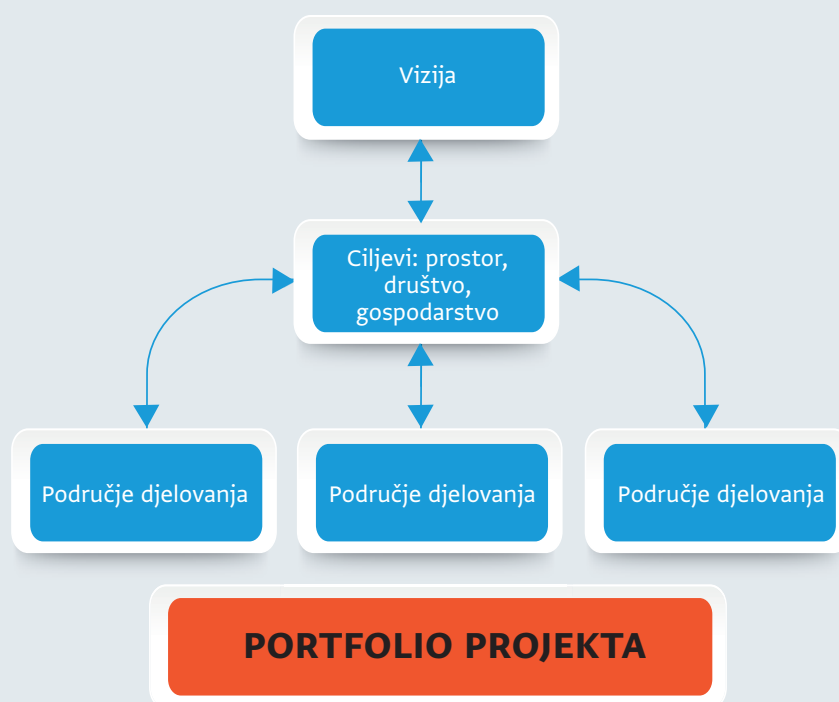 Vizija
Ciljevi: prostor,
društvo,
gospodarstvo
Područje djelovanja
Područje djelovanja
Područje djelovanja
PORTFOLIO PROJEKTA